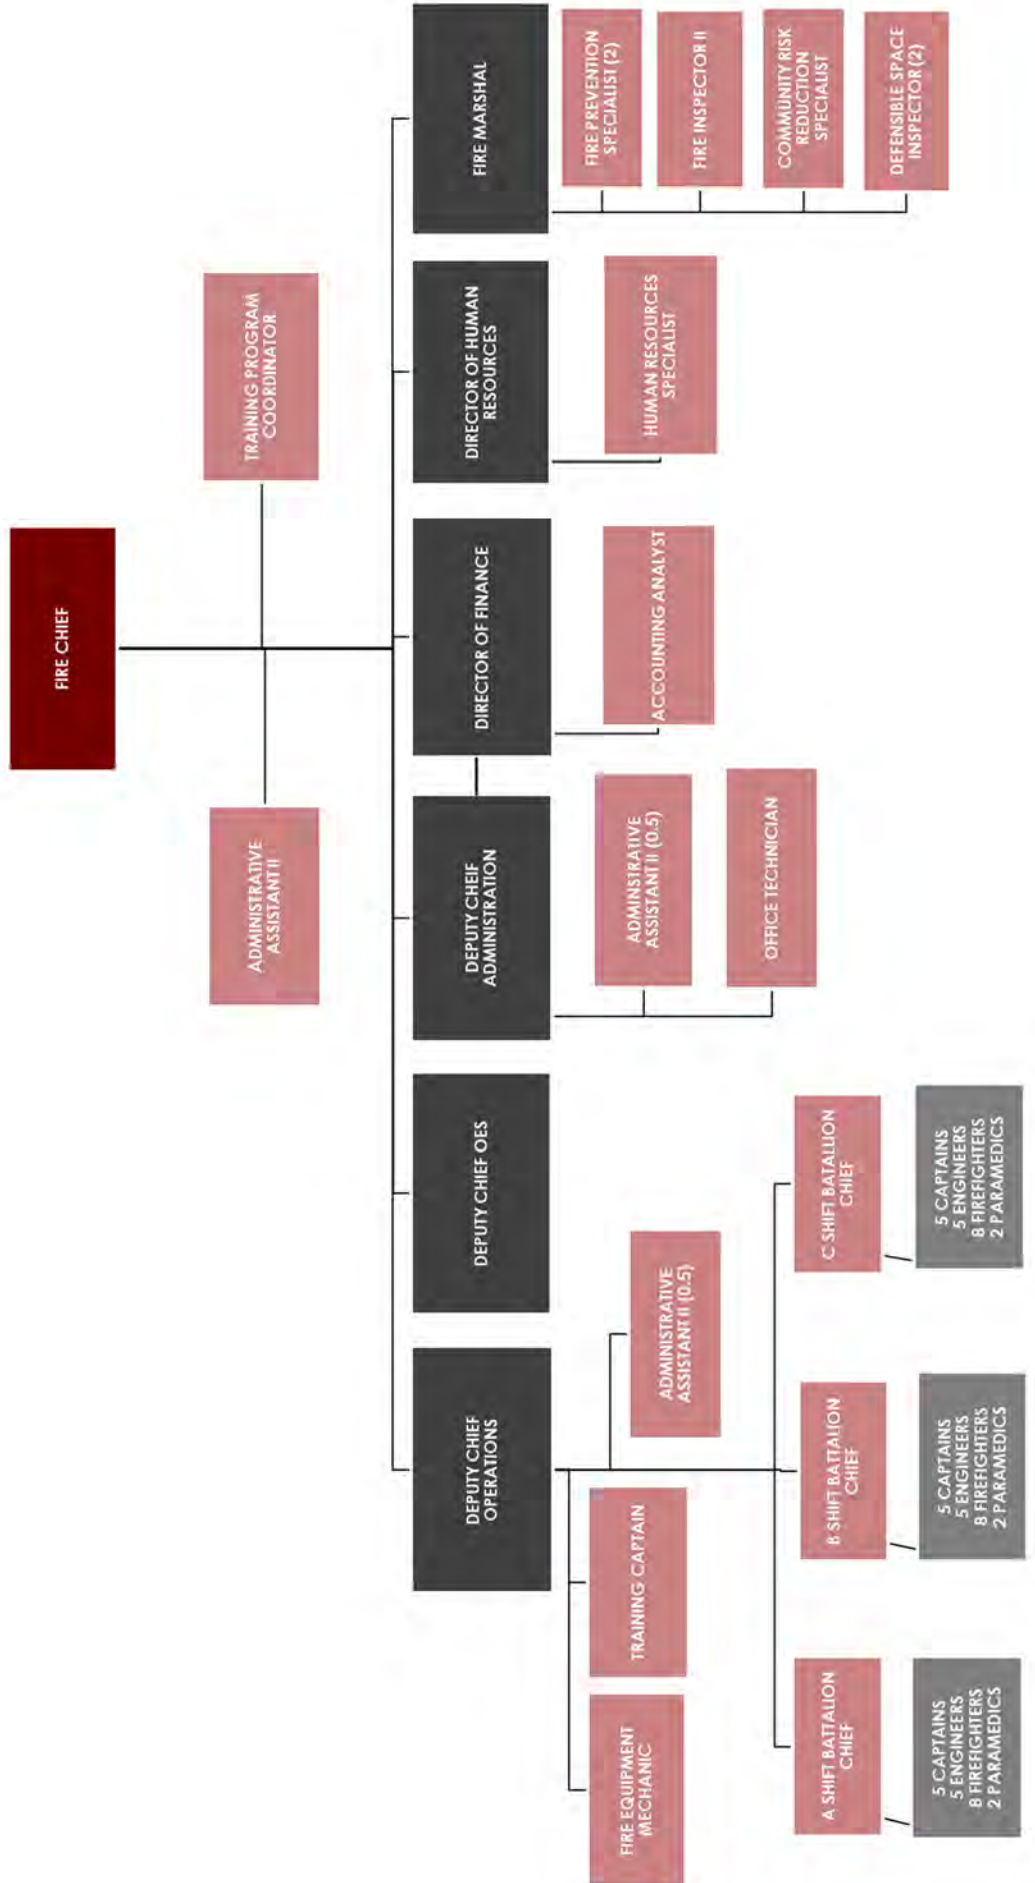 FIRE CHIEF
ADMINISTRATIVE
ASSISTANT II
TRAINING PROGRAM
COORDINATOR
DEPUTY CHIEF
OPERATIONS
DEPUTY CHIEF OES
DEPUTY CHEIF
ADMINISTRATION
DIRECTOR OF FINANCE
DIRECTOR OF HUMAN
RESOURCES
FIRE MARSHAL
FIRE EQUIPMENT
MECHANIC
TRAINING CAPTAIN
ADMINISTRATIVE
ASSISTANT II (0.5)
A SHIFT BATTALION
CHIEF
B SHIFT BATTALION
CHIEF
C SHIFT BATALLION
CHIEF
5 CAPTAINS
5 ENGINEERS
8 FIREFIGHTERS
2 PARAMEDICS
5 CAPTAINS
5 ENGINEERS
8 FIREFIGHTERS
2 PARAMEDICS
5 CAPTAINS
5 ENGINEERS
8 FIREFIGHTERS
2 PARAMEDICS
ADMINSTRATIVE
ASSISTANT II (0.5)
OFFICE TECHNICIAN
ACCOUNTING ANALYST
HUMAN RESOURCES
SPECIALIST
FIRE PREVENTION
SPECIALIST (2)
FIRE INSPECTOR II
COMMUNITY RISK
REDUCTION
SPECIALIST
DEFENSIBLE SPACE
INSPECTOR (2)